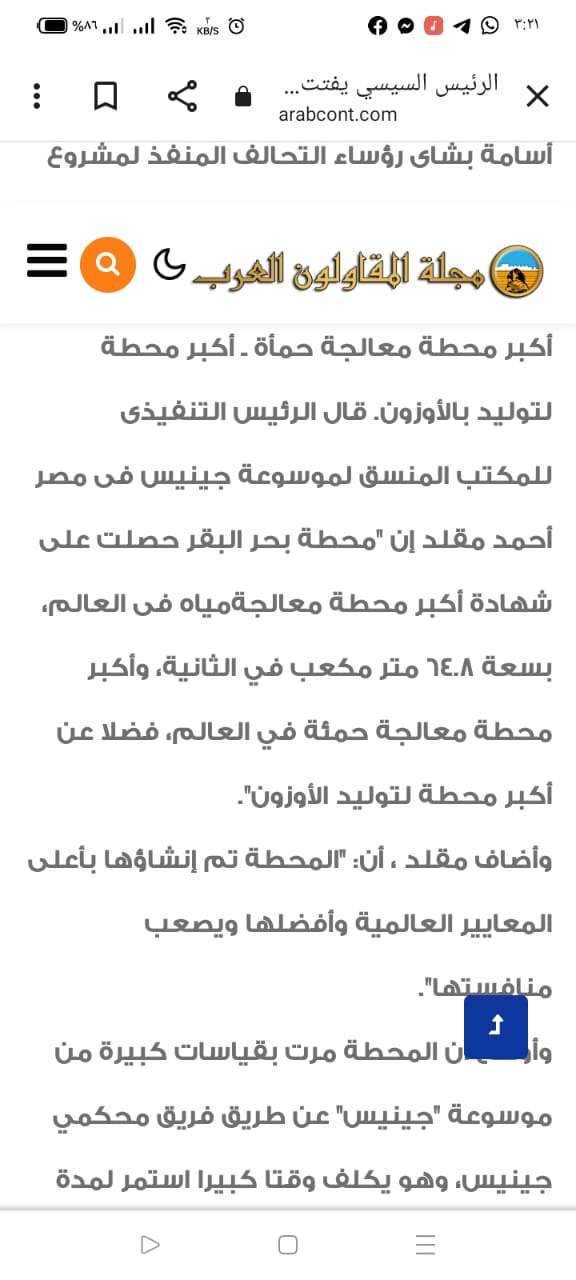 %٨٦ ٢ KB/S ٣:٢١
الرئيس السيسي يفتت...
arabcont.com
أسامة بشاى رؤساء التحالف المنفذ لمشروع
مجلة المقاولون العرب
أكبر محطة معالجة حمأة - أكبر محطة
لتوليد بالأوزون. قال الرئيس التنفيذى
للمكتب المنسق لموسوعة جينيس فى مصر
أحمد مقلد إن "محطة بحر البقر حصلت على
شهادة أكبر محطة معالجةمياه فى العالم،
بسعة ٦٤.٨ متر مكعب في الثانية، وأكبر
محطة معالجة حمئة في العالم، فضلا عن
أكبر محطة لتوليد الأوزون".
وأضاف مقلد ، أن: "المحطة تم إنشاؤها بأعلى
المعايير العالمية وأفضلها ويصعب
منافستها".
ن المحطة مرت بقياسات كبيرة من
موسوعة "جينيس" عن طريق فريق محكمي
جينيس، وهو يكلف وقتا كبيرا استمر لمدة